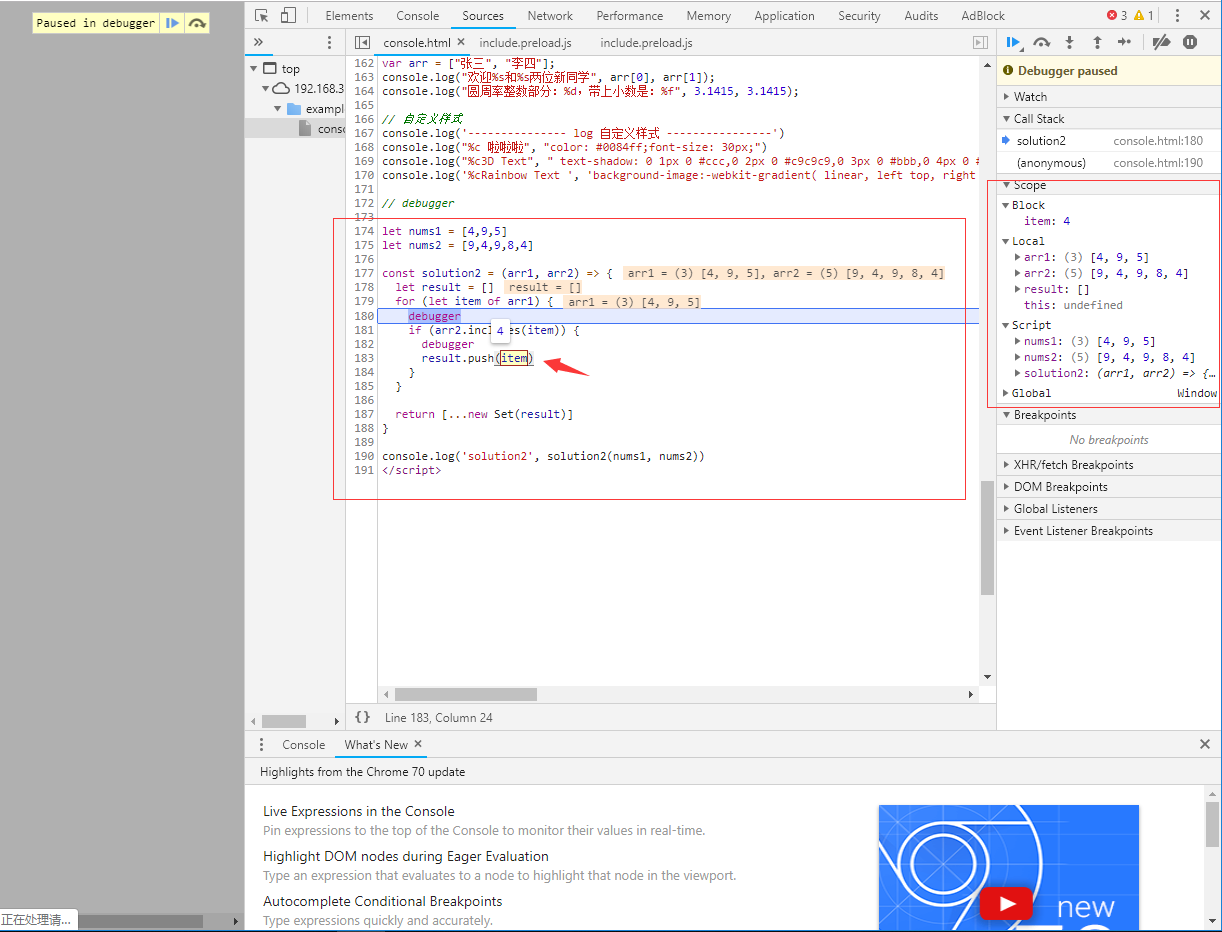 Paused in debugger
Elements Console Sources Network Performance Memory Application Security Audits AdBlock 3 1
console.html include.preload.js include.preload.js
top
192.168.3
exampl
conso
162 var arr = ["张三", "李四"];
163 console.log("欢迎%s和%s两位新同学", arr[0], arr[1]);
164 console.log("圆周率整数部分：%d，带上小数是：%f", 3.1415, 3.1415);
165
166 // 自定义样式
167 console.log('-------------- log 自定义样式 ---------------')
168 console.log("%c 啦啦啦", "color: #0084ff;font-size: 30px;")
169 console.log("%c3D Text", " text-shadow: 0 1px 0 #ccc,0 2px 0 #c9c9c9,0 3px 0 #bbb,0 4px 0 #
170 console.log('%cRainbow Text ', 'background-image:-webkit-gradient( linear, left top, right
171
172 // debugger
173
174 let nums1 = [4,9,5]
175 let nums2 = [9,4,9,8,4]
176
177 const solution2 = (arr1, arr2) => { arr1 = (3) [4, 9, 5], arr2 = (5) [9, 4, 9, 8, 4]
178 let result = [] result = []
179 for (let item of arr1) { arr1 = (3) [4, 9, 5]
180 debugger
181 if (arr2.includes(item)) {
4
182 debugger
183 result.push(item)
184 }
185 }
186
187 return [...new Set(result)]
188 }
189
190 console.log('solution2', solution2(nums1, nums2))
191 </script>
{} Line 183, Column 24
Debugger paused
Watch
Call Stack
solution2 console.html:180
(anonymous) console.html:190
Scope
Block
item: 4
Local
arr1: (3) [4, 9, 5]
arr2: (5) [9, 4, 9, 8, 4]
result: []
this: undefined
Script
nums1: (3) [4, 9, 5]
nums2: (5) [9, 4, 9, 8, 4]
solution2: (arr1, arr2) => {…
Global Window
Breakpoints
No breakpoints
XHR/fetch Breakpoints
DOM Breakpoints
Global Listeners
Event Listener Breakpoints
Console What's New
Highlights from the Chrome 70 update
Live Expressions in the Console
Pin expressions to the top of the Console to monitor their values in real-time.
Highlight DOM nodes during Eager Evaluation
Type an expression that evaluates to a node to highlight that node in the viewport.
Autocomplete Conditional Breakpoints
Type expressions quickly and accurately.
new
正在处理请...